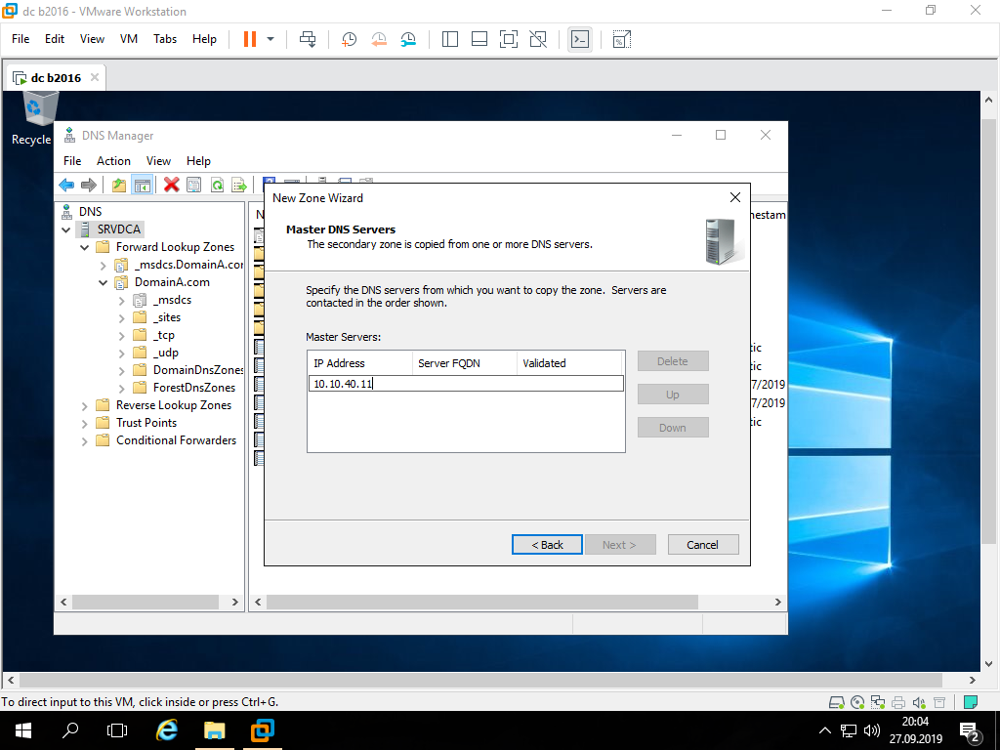 dc b2016 - VMware Workstation
File Edit View VM Tabs Help
dc b2016
Recycle
DNS Manager
File Action View Help
New Zone Wizard
Master DNS Servers
The secondary zone is copied from one or more DNS servers.
Specify the DNS servers from which you want to copy the zone. Servers are
contacted in the order shown.
Master Servers:
IP Address Server FQDN Validated
10.10.40.11
Delete
Up
Down
< Back Next > Cancel
DNS
SRVDCA
Forward Lookup Zones
_msdcs.DomainA.cor
DomainA.com
_msdcs
_sites
_tcp
_udp
DomainDnsZones
ForestDnsZones
Reverse Lookup Zones
Trust Points
Conditional Forwarders
N
nestam
tic
tic
7/2019
7/2019
tic
To direct input to this VM, click inside or press Ctrl+G.
20:04
27.09.2019
2